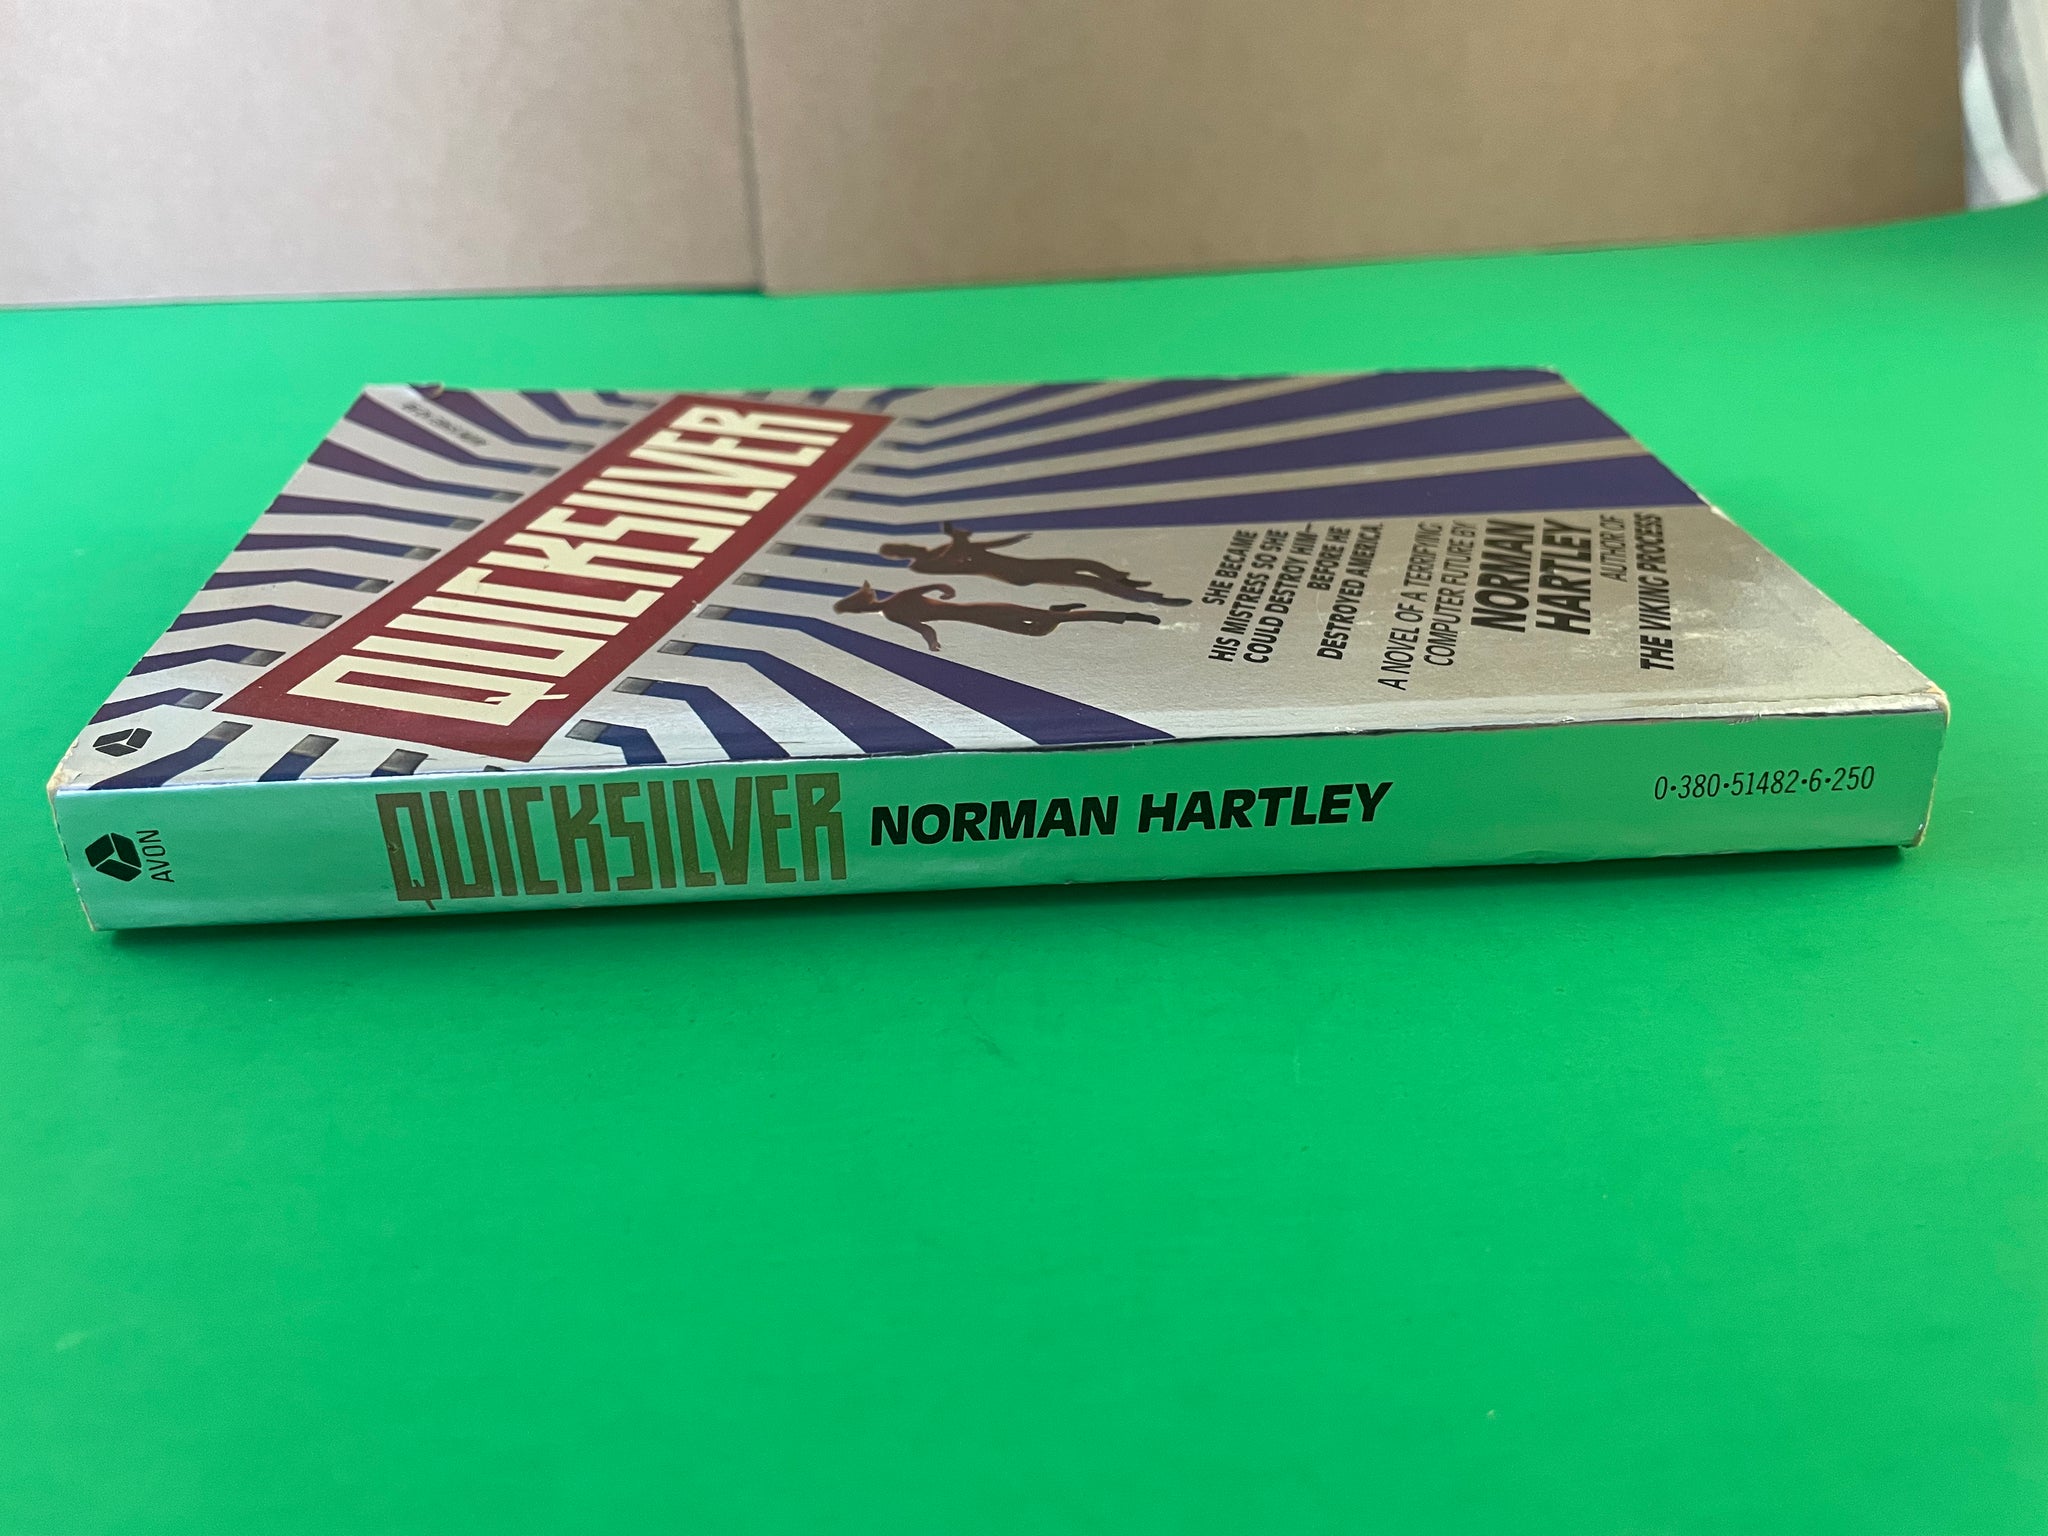 QUICKSILVER
SHE BECAME
HIS MISTRESS SO SHE
COULD DESTROY HIM—
BEFORE HE
DESTROYED AMERICA.
A NOVEL OF A TERRIFYING
COMPUTER FUTURE BY
NORMAN
HARTLEY
AUTHOR OF
THE VIKING PROCESS
AVON
QUICKSILVER
NORMAN HARTLEY
0•380•51482•6•250